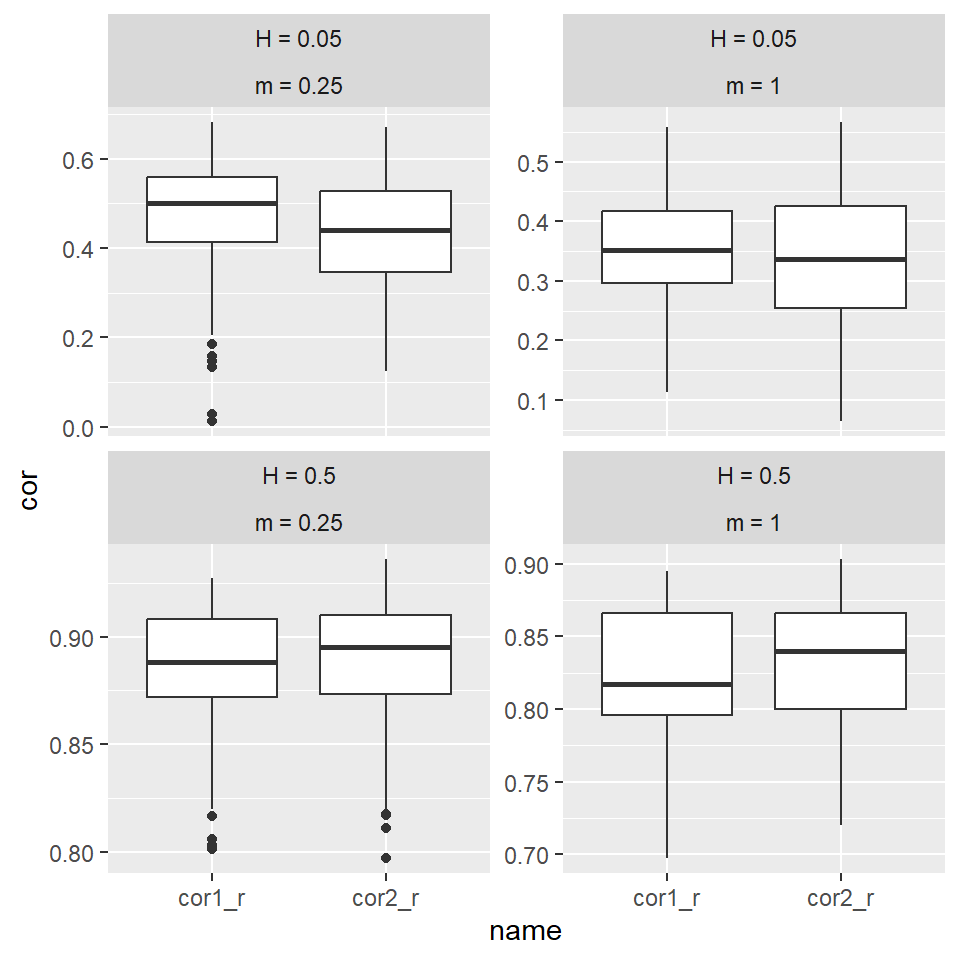 H = 0.05
m = 0.25
H = 0.05
m = 1
0.6
0.4
0.2
0.0
0.5
0.4
0.3
0.2
0.1
cor
H = 0.5
m = 0.25
H = 0.5
m = 1
0.90
0.85
0.80
0.90
0.85
0.80
0.75
0.70
cor1_r cor2_r
cor1_r cor2_r
name